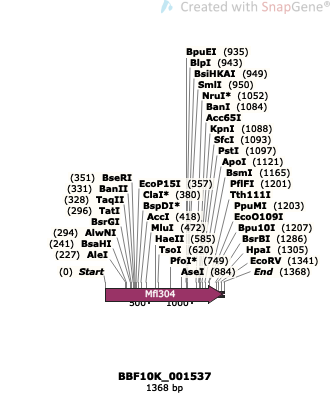 Created with SnapGene®
BpuEI (935)
BlpI (943)
BsiHKAI (949)
SmlI (950)
NruI* (1052)
BanI (1084)
Acc65I
KpnI (1088)
SfcI (1093)
PstI (1097)
ApoI (1121)
BsmI (1165)
PflFI (1201)
Tth111I
PpuMI (1203)
EcoO109I
Bpu10I (1207)
BsrBI (1286)
HpaI (1305)
EcoRV (1341)
End (1368)
(351) BseRI
(331) BanII
(328) TaqII
(296) TatI
BsrGI
(294) AlwNI
(241) BsaHI
(227) AleI
(0) Start
EcoP15I (357)
ClaI* (380)
BspDI* (380)
AccI (418)
MluI (472)
HaeII (585)
TsoI (620)
PfoI* (749)
AseI (884)
Mfl304
500
1000
BBF10K_001537
1368 bp